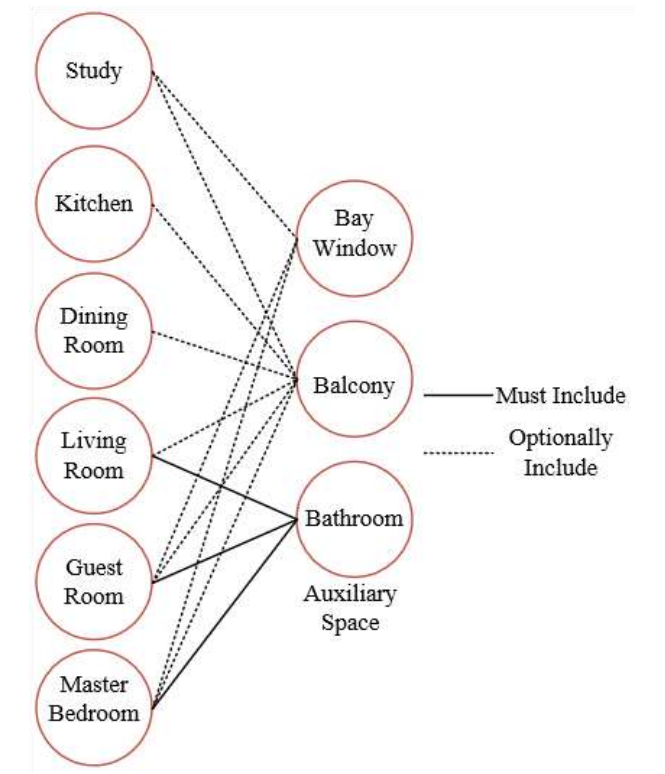 Study
Kitchen
Dining
Room
Living
Room
Guest
Room
Master
Bedroom
Bay
Window
Balcony
Bathroom
Auxiliary
Space
Must Include
Optionally
Include